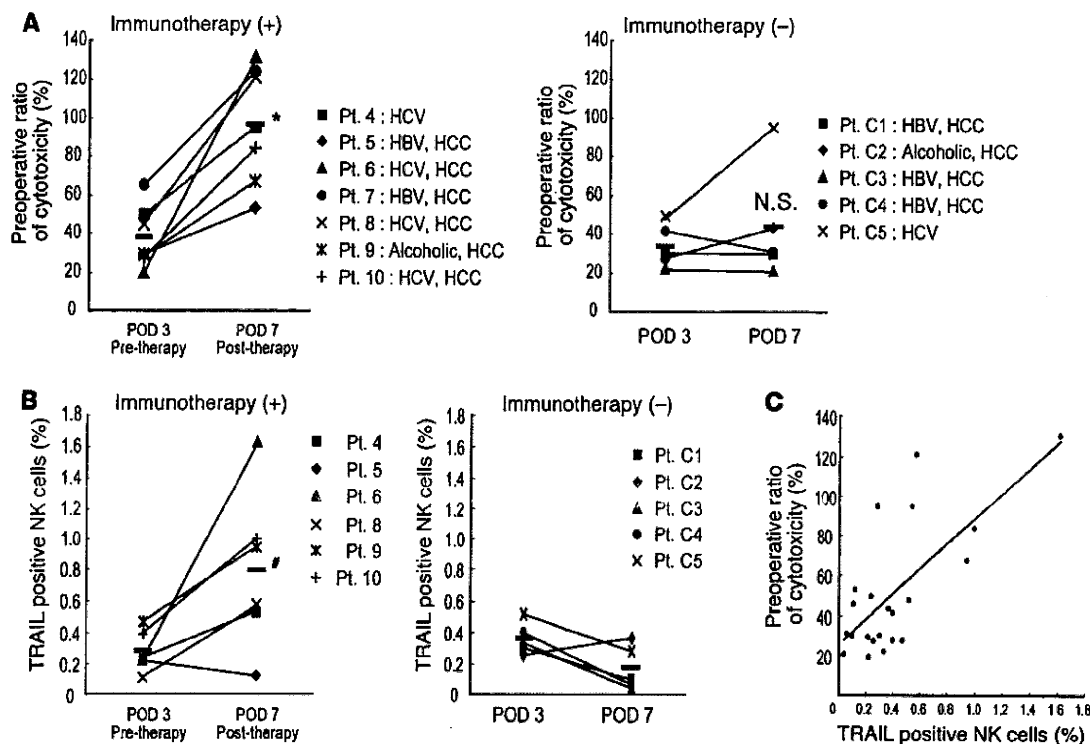 A
Immunotherapy (+)
Preoperative ratio
of cytotoxicity (%)
140
120
100
80
60
40
20
0
*
POD 3
Pre-therapy
POD 7
Post-therapy
Pt. 4 : HCV
Pt. 5 : HBV, HCC
Pt. 6 : HCV, HCC
Pt. 7 : HBV, HCC
Pt. 8 : HCV, HCC
Pt. 9 : Alcoholic, HCC
Pt. 10 : HCV, HCC
Immunotherapy (–)
Preoperative ratio
of cytotoxicity (%)
140
120
100
80
60
40
20
0
N.S.
POD 3
POD 7
Pt. C1 : HBV, HCC
Pt. C2 : Alcoholic, HCC
Pt. C3 : HBV, HCC
Pt. C4 : HBV, HCC
Pt. C5 : HCV
B
Immunotherapy (+)
TRAIL positive NK cells (%)
1.8
1.6
1.4
1.2
1.0
0.8
0.6
0.4
0.2
0
#
POD 3
Pre-therapy
POD 7
Post-therapy
Pt. 4
Pt. 5
Pt. 6
Pt. 8
Pt. 9
Pt. 10
Immunotherapy (–)
TRAIL positive NK cells (%)
1.8
1.6
1.4
1.2
1.0
0.8
0.6
0.4
0.2
0
POD 3
POD 7
Pt. C1
Pt. C2
Pt. C3
Pt. C4
Pt. C5
C
Preoperative ratio
of cytotoxicity (%)
140
120
100
80
60
40
20
0.2 0.4 0.6 0.8 1.0 1.2 1.4 1.6 1.8
TRAIL positive NK cells (%)